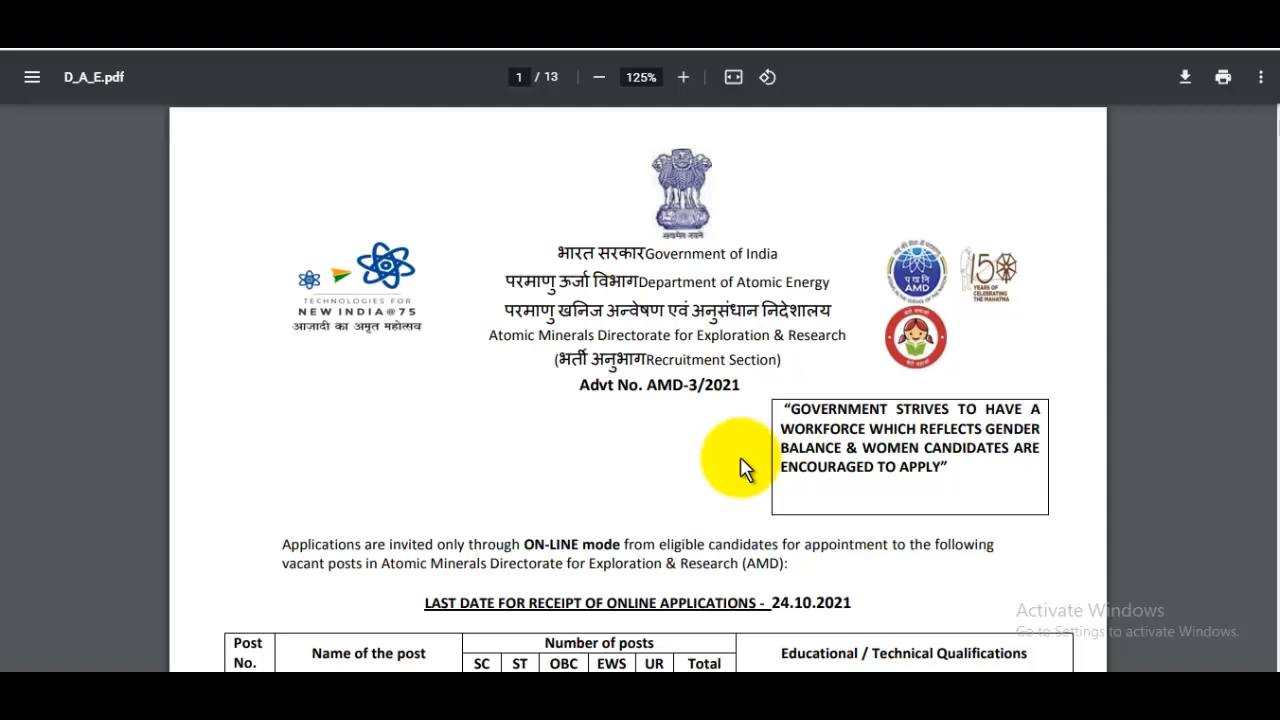 D_A_E.pdf
1 / 13
125%
सत्यमेव जयते
भारत सरकारGovernment of India
परमाणु ऊर्जा विभागDepartment of Atomic Energy
परमाणु खनिज अन्वेषण एवं अनुसंधान निदेशालय
Atomic Minerals Directorate for Exploration & Research
(भर्ती अनुभागRecruitment Section)
Advt No. AMD-3/2021
TECHNOLOGIES FOR
NEW INDIA@75
आज़ादी का अमृत महोत्सव
प ख नि
AMD
150
YEARS OF
CELEBRATING
THE MAHATMA
“GOVERNMENT STRIVES TO HAVE A
WORKFORCE WHICH REFLECTS GENDER
BALANCE & WOMEN CANDIDATES ARE
ENCOURAGED TO APPLY”
Applications are invited only through ON-LINE mode from eligible candidates for appointment to the following
vacant posts in Atomic Minerals Directorate for Exploration & Research (AMD):
LAST DATE FOR RECEIPT OF ONLINE APPLICATIONS - 24.10.2021
Activate Windows
Go to Settings to activate Windows.
Post
No.
Name of the post
Number of posts
SC ST OBC EWS UR Total
Educational / Technical Qualifications